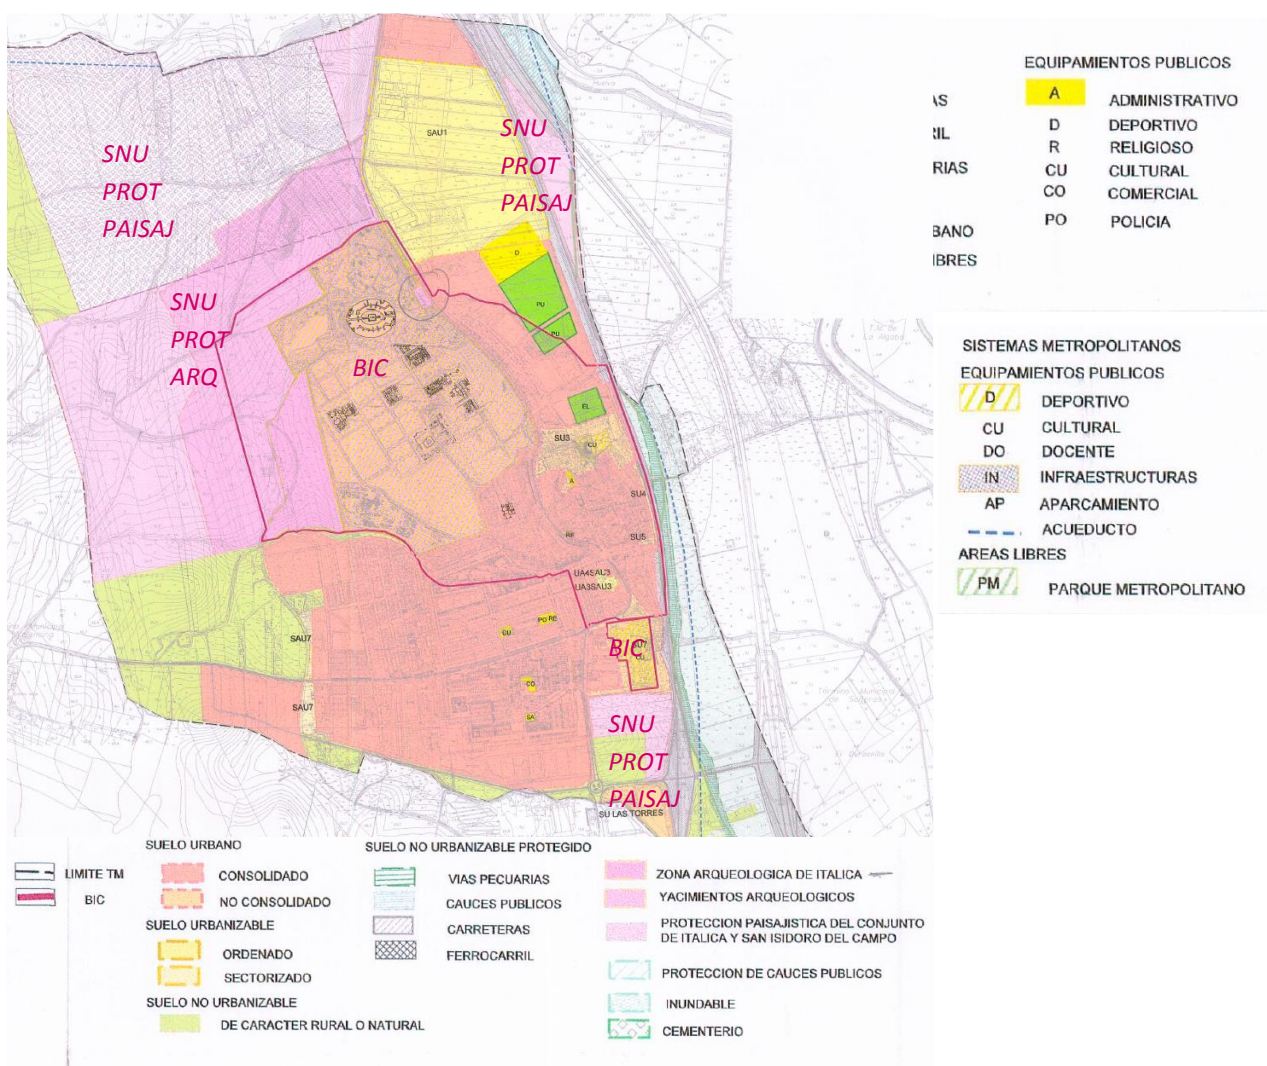 SNU
PROT
PAISAJ
SAU1
SNU
PROT
PAISAJ
D
PU
PU
SNU
PROT
ARQ
BIC
EL
SU3
CU
A
SU4
RE
SU5
UA4SAU3
UA3SAU3
PO RE
CU
SAU7
BIC
SU7
CU
CO
SAU7
SA
SNU
PROT
PAISAJ
SU LAS TORRES
EQUIPAMIENTOS PUBLICOS
AS
A ADMINISTRATIVO
RIL
D DEPORTIVO
R RELIGIOSO
RIAS
CU CULTURAL
CO COMERCIAL
PO POLICIA
BANO
IBRES
SISTEMAS METROPOLITANOS
EQUIPAMIENTOS PUBLICOS
D DEPORTIVO
CU CULTURAL
DO DOCENTE
IN INFRAESTRUCTURAS
AP APARCAMIENTO
ACUEDUCTO
AREAS LIBRES
PM PARQUE METROPOLITANO
LIMITE TM
BIC
SUELO URBANO
CONSOLIDADO
NO CONSOLIDADO
SUELO URBANIZABLE
ORDENADO
SECTORIZADO
SUELO NO URBANIZABLE
DE CARACTER RURAL O NATURAL
SUELO NO URBANIZABLE PROTEGIDO
VIAS PECUARIAS
CAUCES PUBLICOS
CARRETERAS
FERROCARRIL
ZONA ARQUEOLOGICA DE ITALICA
YACIMIENTOS ARQUEOLOGICOS
PROTECCION PAISAJISTICA DEL CONJUNTO
DE ITALICA Y SAN ISIDORO DEL CAMPO
PROTECCION DE CAUCES PUBLICOS
INUNDABLE
CEMENTERIO